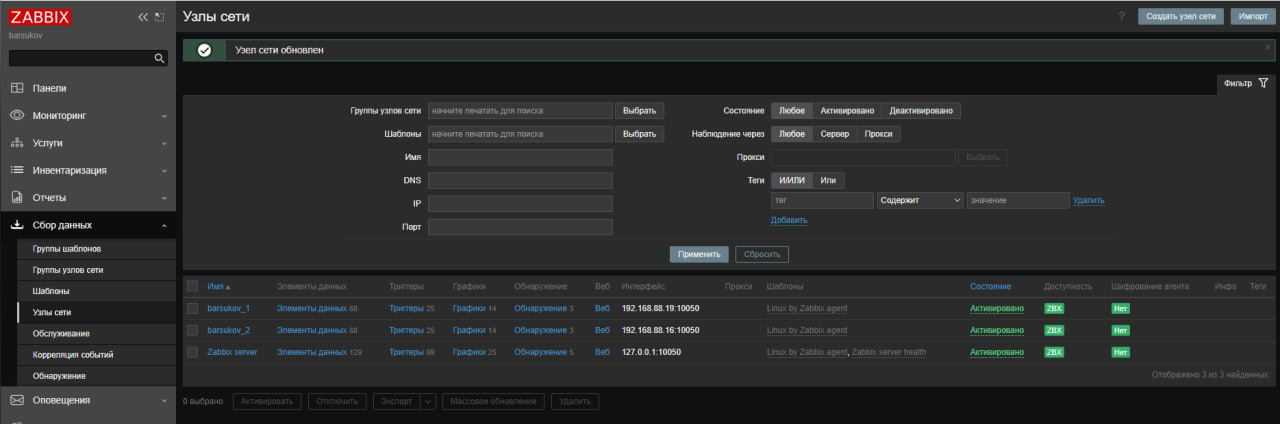 ZABBIX
barsukov
Панели
Мониторинг
Услуги
Инвентаризация
Отчеты
Сбор данных
Группы шаблонов
Группы узлов сети
Шаблоны
Узлы сети
Обслуживание
Корреляция событий
Обнаружение
Оповещения
Узлы сети
? Создать узел сети Импорт
Узел сети обновлен
Фильтр
Группы узлов сети начните печатать для поиска Выбрать
Шаблоны начните печатать для поиска Выбрать
Имя
DNS
IP
Порт
Состояние Любое Активировано Деактивировано
Наблюдение через Любое Сервер Прокси
Прокси Выбрать
Теги И/ИЛИ Или
тег Содержит значение Удалить
Добавить
Применить Сбросить
Имя Элементы данных Триггеры Графики Обнаружение Веб Интерфейс Прокси Шаблоны Состояние Доступность Шифрование агента Инфо Теги
barsukov_1 Элементы данных 68 Триггеры 25 Графики 14 Обнаружение 3 Веб 192.168.88.19:10050 Linux by Zabbix agent Активировано ZBX Нет
barsukov_2 Элементы данных 68 Триггеры 25 Графики 14 Обнаружение 3 Веб 192.168.88.16:10050 Linux by Zabbix agent Активировано ZBX Нет
Zabbix server Элементы данных 129 Триггеры 69 Графики 25 Обнаружение 5 Веб 127.0.0.1:10050 Linux by Zabbix agent, Zabbix server health Активировано ZBX Нет
Отображено 3 из 3 найденных
0 выбрано Активировать Отключить Экспорт Массовое обновление Удалить